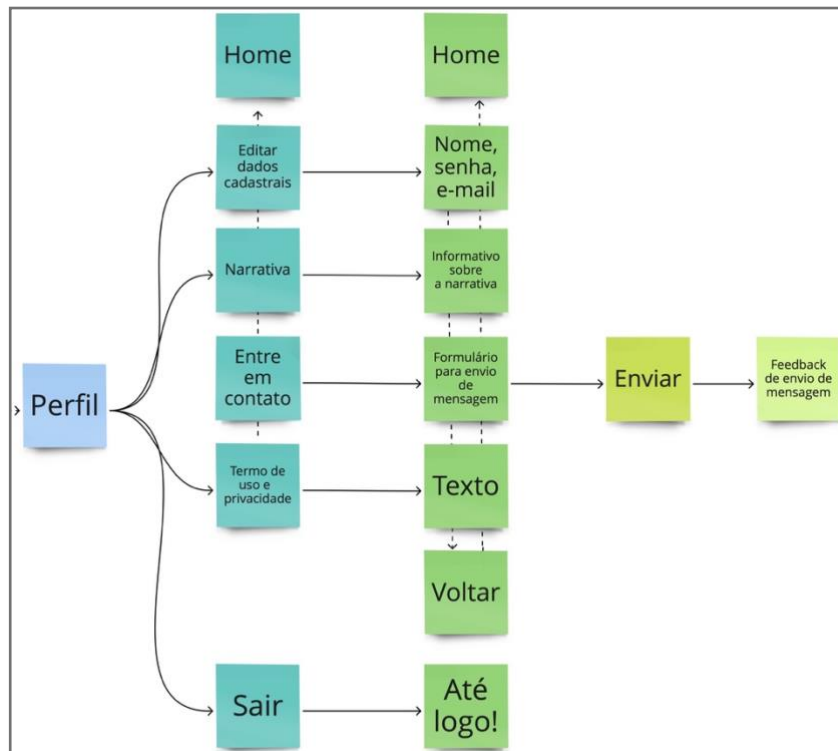 Home
Home
Editar
dados
cadastrais
Nome,
senha,
e-mail
Narrativa
Informativo
sobre
a narrativa
Perfil
Entre
em
contato
Formulário
para envio
de
mensagem
Enviar
Feedback
de envio de
mensagem
Termo de
uso e
privacidade
Texto
Voltar
Sair
Até
logo!